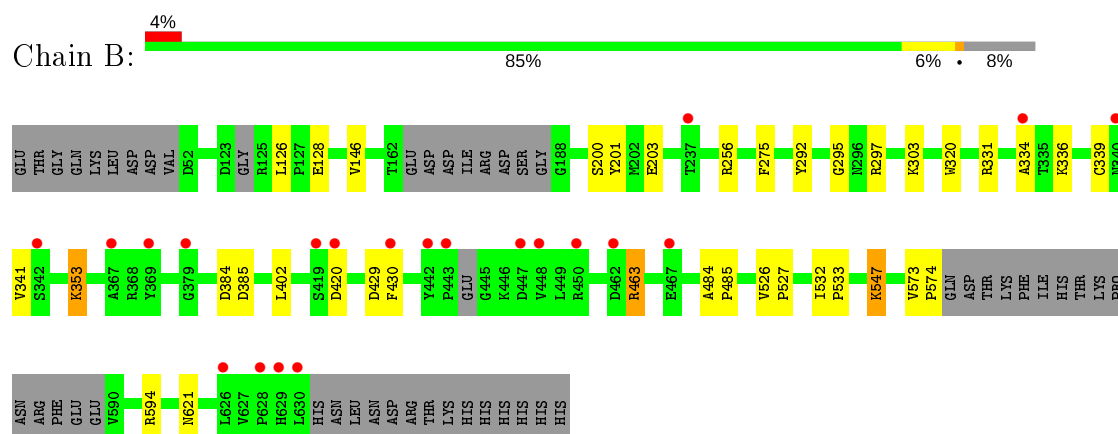 4%
Chain B:
85% 6% • 8%
GLU THR GLY GLN LYS LEU ASP ASP VAL D52 D123 GLY R125 L126 P127 E128 V146 T162 GLU ASP ASP ILE ARG ASP SER GLY G188 S200 Y201 M202 E203 T237 R256 F275 Y292 G295 N296 R297 K303 W320 R331 A334 T335 K336 C339 N340
V341 S342 K353 A367 R368 Y369 G379 D384 D385 L402 S419 D420 D429 F430 Y442 P443 GLU G445 K446 D447 V448 L449 R450 D462 R463 E467 A484 P485 V526 P527 I532 P533 K547 V573 P574 GLN ASP THR LYS PHE ILE HIS THR LYS PRO
ASN ARG PHE GLU GLU V590 R594 N621 L626 V627 P628 H629 L630 HIS ASN LEU ASN ASP ARG THR LYS HIS HIS HIS HIS HIS HIS